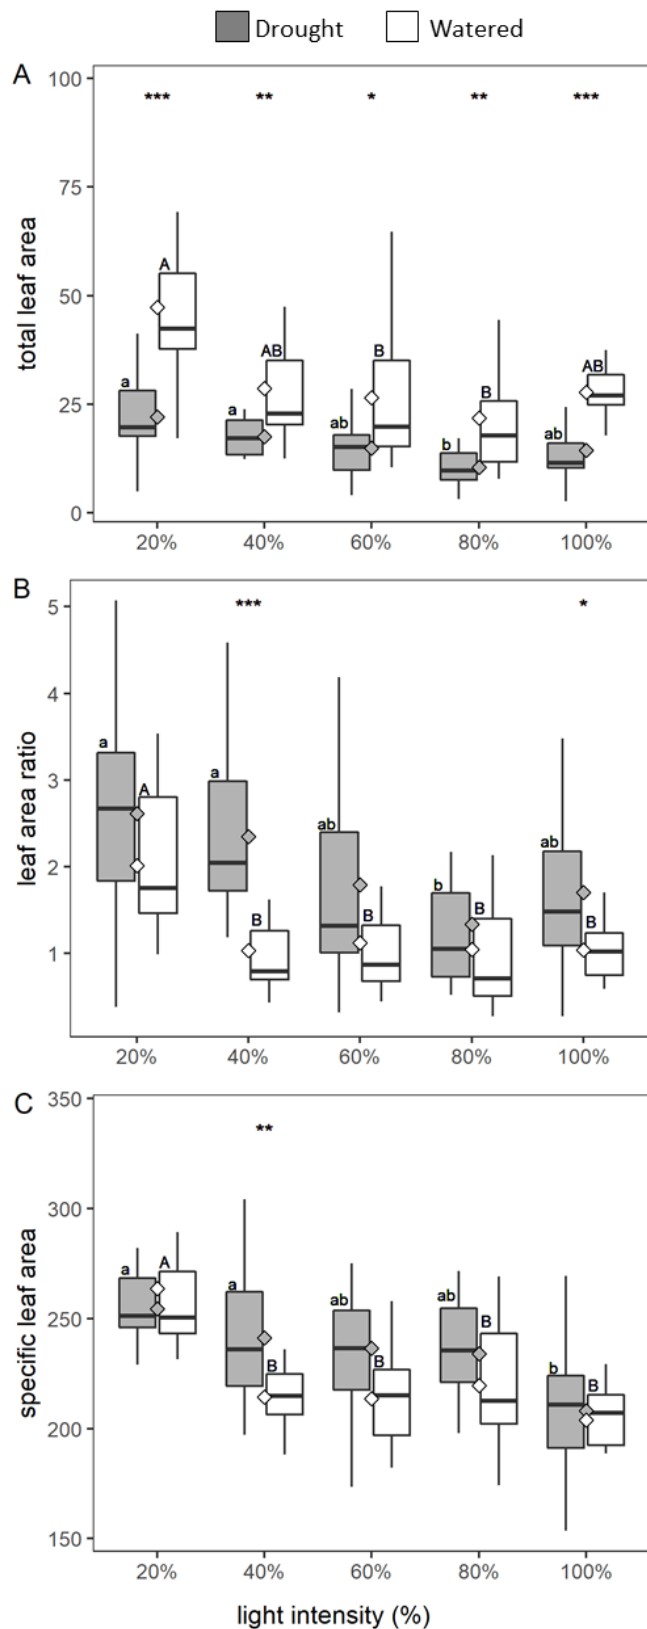 Drought Watered
A
100
*** ** * ** ***
75
total leaf area
50
25
0
a A a AB ab B b B ab AB
20% 40% 60% 80% 100%
B
5
*** *
4
leaf area ratio
3
2
1
a A a B ab B b B ab B
20% 40% 60% 80% 100%
C
350
**
300
specific leaf area
250
200
150
a A a B ab B ab B b B
20% 40% 60% 80% 100%
light intensity (%)